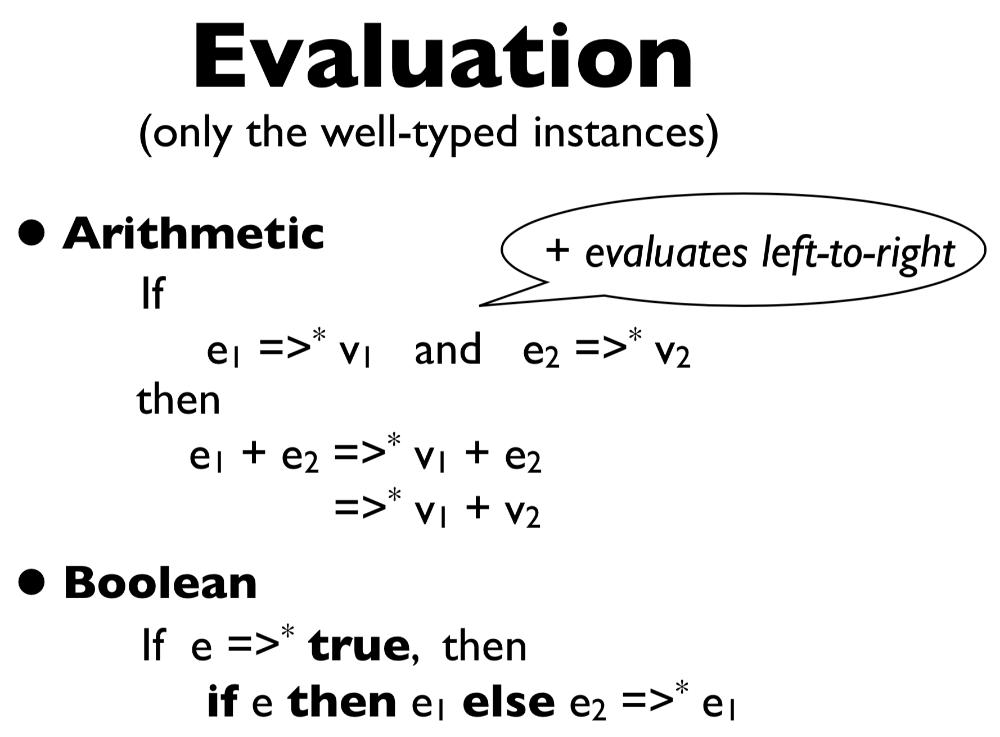 Evaluation
(only the well-typed instances)
● Arithmetic
+ evaluates left-to-right
If
e₁ =>* v₁ and e₂ =>* v₂
then
e₁ + e₂ =>* v₁ + e₂
=>* v₁ + v₂
● Boolean
If e =>* true, then
if e then e₁ else e₂ =>* e₁